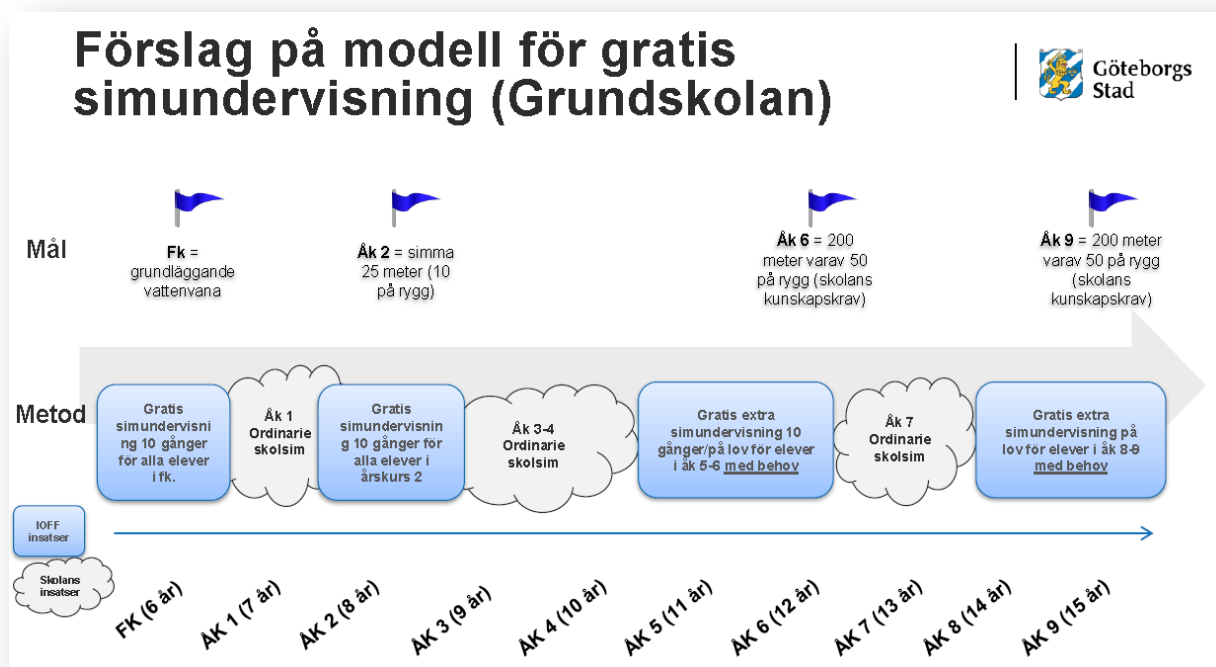 Förslag på modell för gratis
simundervisning (Grundskolan)
Göteborgs
Stad
Mål
Fk =
grundläggande
vattenvana
Åk 2 = simma
25 meter (10
på rygg)
Åk 6 = 200
meter varav 50
på rygg (skolans
kunskapskrav)
Åk 9 = 200 meter
varav 50 på rygg
(skolans
kunskapskrav)
Metod
Gratis
simundervisni
ng 10 gånger
för alla elever
i fk.
Åk 1
Ordinarie
skolsim
Gratis
simundervisnin
g 10 gånger för
alla elever i
årskurs 2
Åk 3-4
Ordinarie
skolsim
Gratis extra
simundervisning 10
gånger/på lov för elever
i åk 5-6 med behov
Åk 7
Ordinarie
skolsim
Gratis extra
simundervisning på
lov för elever i åk 8-9
med behov
IOFF
insatser
Skolans
insatser
FK (6 år)
ÅK 1 (7 år)
ÅK 2 (8 år)
ÅK 3 (9 år)
ÅK 4 (10 år)
ÅK 5 (11 år)
ÅK 6 (12 år)
ÅK 7 (13 år)
ÅK 8 (14 år)
ÅK 9 (15 år)